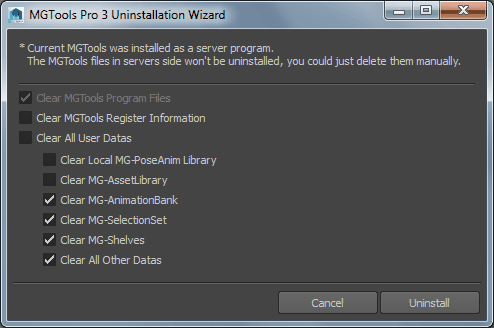 MGTools Pro 3 Uninstallation Wizard
* Current MGTools was installed as a server program.
The MGTools files in servers side won't be uninstalled, you could just delete them manually.
Clear MGTools Program Files
Clear MGTools Register Information
Clear All User Datas
Clear Local MG-PoseAnim Library
Clear MG-AssetLibrary
Clear MG-AnimationBank
Clear MG-SelectionSet
Clear MG-Shelves
Clear All Other Datas
Cancel
Uninstall